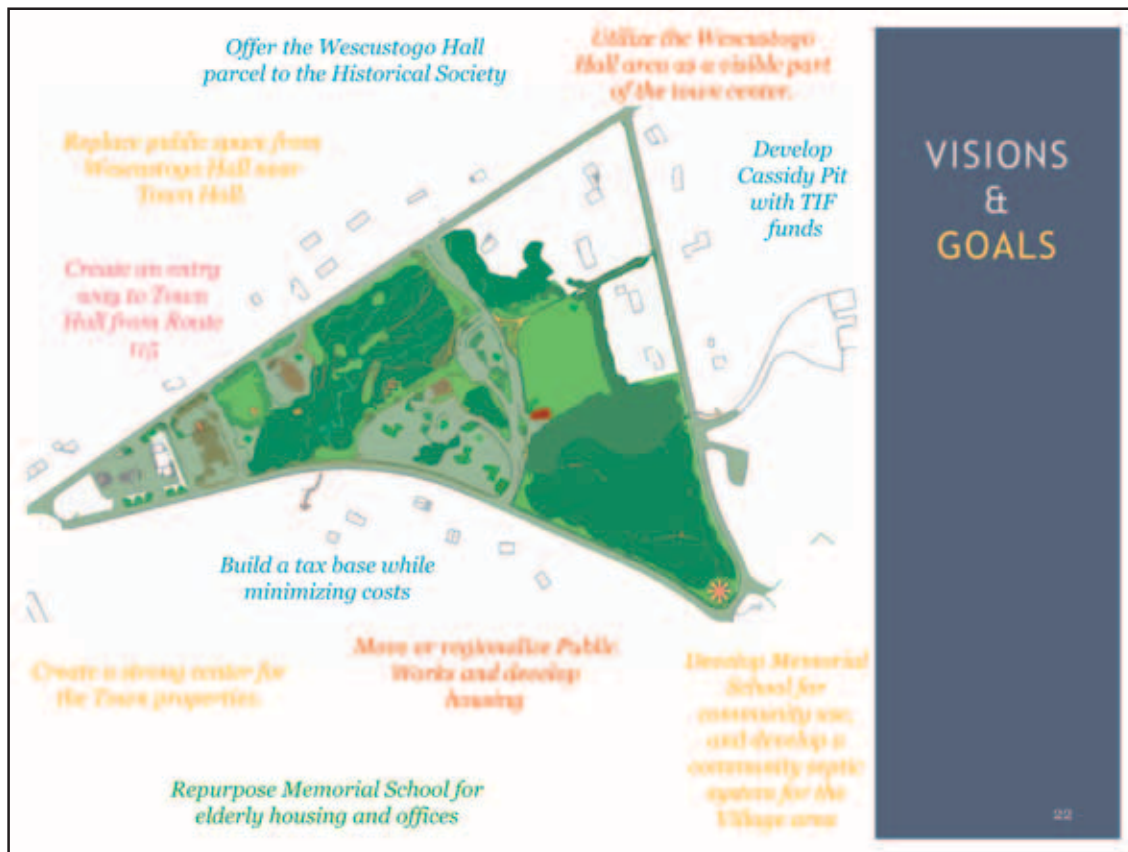 Offer the Wescustogo Hall
parcel to the Historical Society
Utilize the Wescustogo
Hall area as a visible part
of the town center.
Replace public space from
Wescustogo Hall near
Town Hall.
Develop
Cassidy Pit
with TIF
funds
VISIONS
&
GOALS
Create an entry
way to Town
Hall from Route
115
Build a tax base while
minimizing costs
Create a strong center for
the Town properties.
Move or regionalize Public
Works and develop
housing
Develop Memorial
School for
community use,
and develop a
community septic
system for the
Village area
Repurpose Memorial School for
elderly housing and offices
22